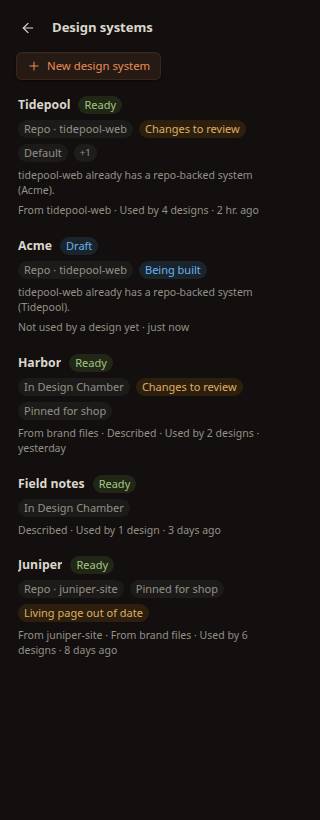 Design systems
New design system
Tidepool Ready
Repo · tidepool-web Changes to review
Default +1
tidepool-web already has a repo-backed system
(Acme).
From tidepool-web · Used by 4 designs · 2 hr. ago
Acme Draft
Repo · tidepool-web Being built
tidepool-web already has a repo-backed system
(Tidepool).
Not used by a design yet · just now
Harbor Ready
In Design Chamber Changes to review
Pinned for shop
From brand files · Described · Used by 2 designs ·
yesterday
Field notes Ready
In Design Chamber
Described · Used by 1 design · 3 days ago
Juniper Ready
Repo · juniper-site Pinned for shop
Living page out of date
From juniper-site · From brand files · Used by 6
designs · 8 days ago